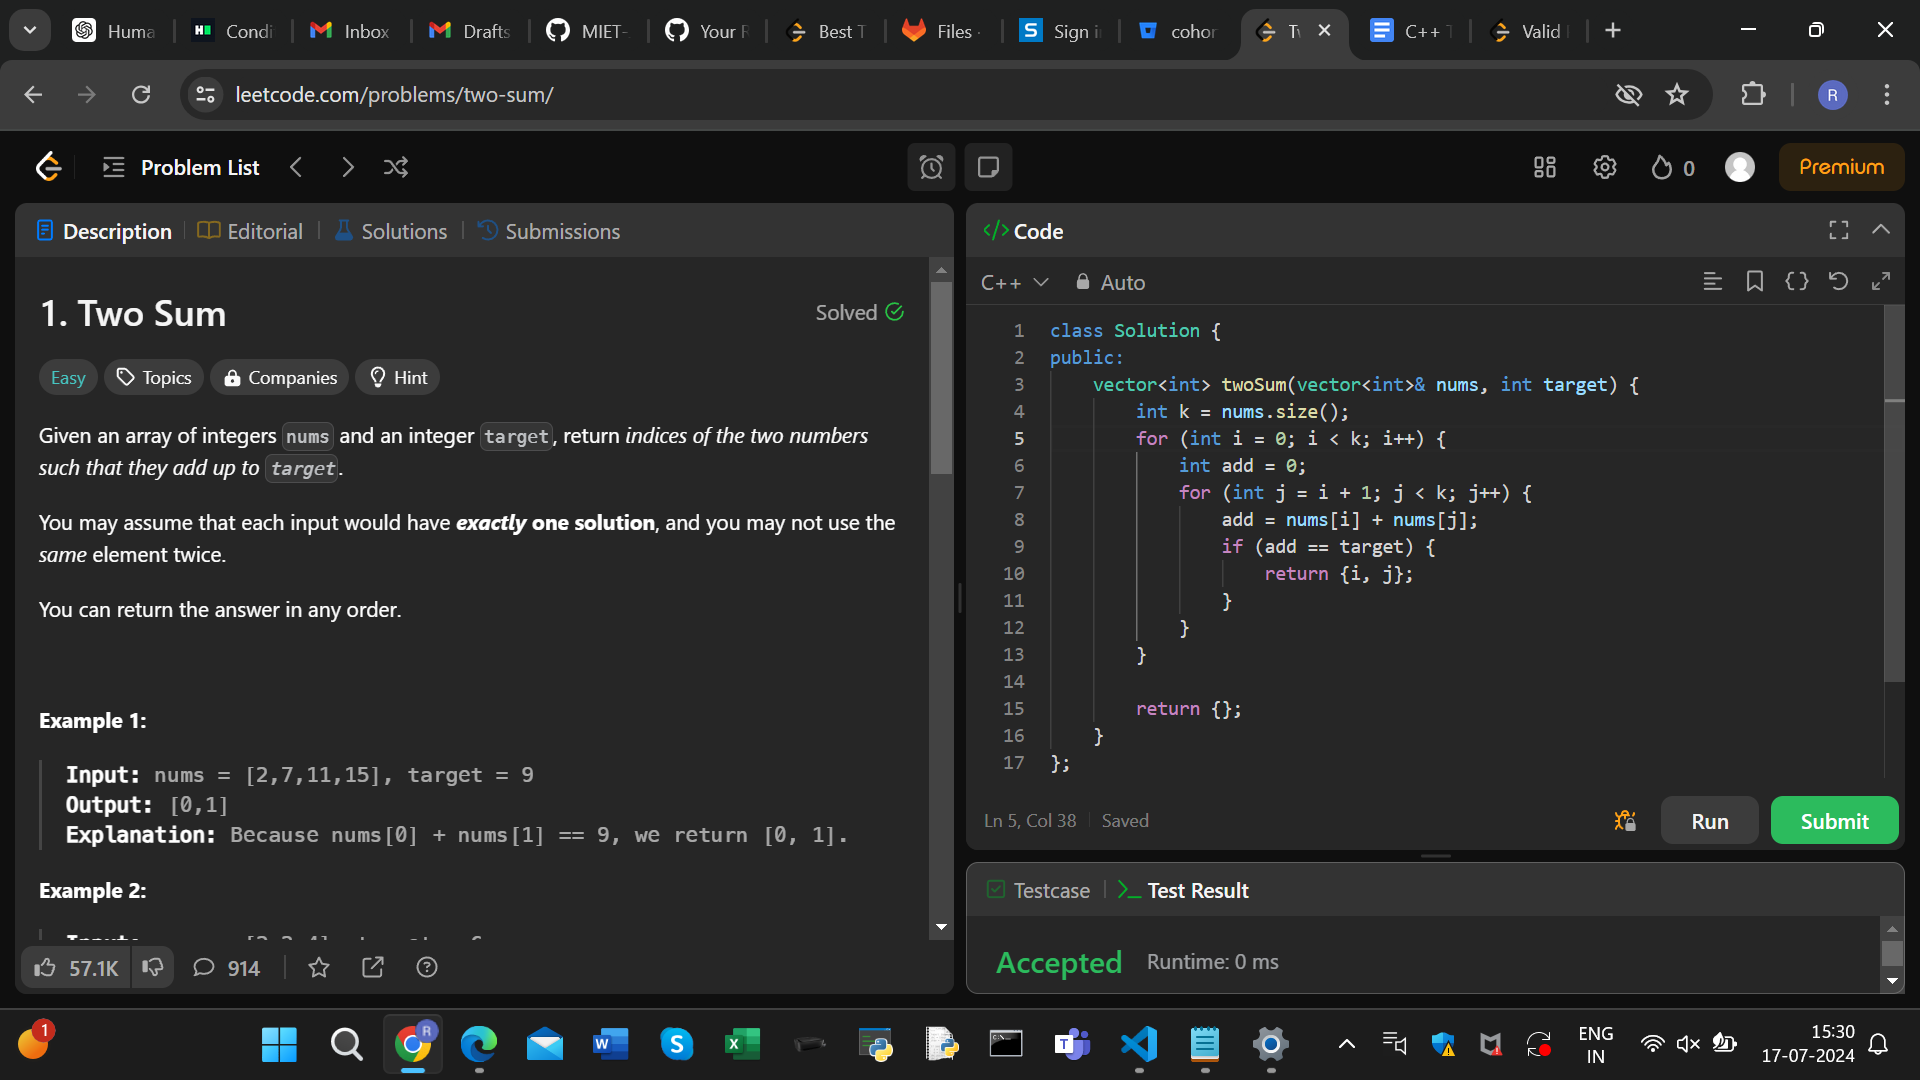 Huma
Condi
Inbox
Drafts
MIET-
Your R
Best T
Files
Sign i
cohor
C++ T
Valid
leetcode.com/problems/two-sum/
R
Problem List
0
Premium
Description
Editorial
Solutions
Submissions
1. Two Sum
Solved
Easy
Topics
Companies
Hint
Given an array of integers nums and an integer target, return indices of the two numbers
such that they add up to target.
You may assume that each input would have exactly one solution, and you may not use the
same element twice.
You can return the answer in any order.
Example 1:
Input: nums = [2,7,11,15], target = 9
Output: [0,1]
Explanation: Because nums[0] + nums[1] == 9, we return [0, 1].
Example 2:
57.1K
914
Code
C++
Auto
1 class Solution {
2 public:
3 vector<int> twoSum(vector<int>& nums, int target) {
4 int k = nums.size();
5 for (int i = 0; i < k; i++) {
6 int add = 0;
7 for (int j = i + 1; j < k; j++) {
8 add = nums[i] + nums[j];
9 if (add == target) {
10 return {i, j};
11 }
12 }
13 }
14
15 return {};
16 }
17 };
Ln 5, Col 38
Saved
Run
Submit
Testcase
Test Result
Accepted
Runtime: 0 ms
1
ENG
IN
15:30
17-07-2024